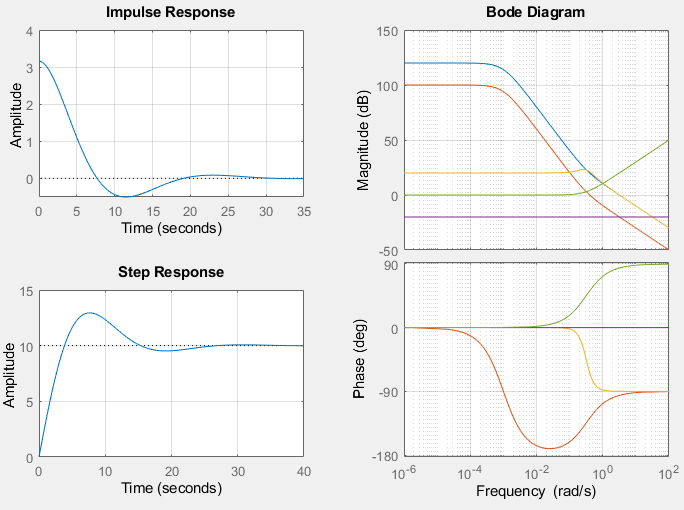 Impulse Response
4
3
2
1
0
Amplitude
0 5 10 15 20 25 30 35
Time (seconds)
Step Response
15
10
5
0
Amplitude
0 10 20 30 40
Time (seconds)
Bode Diagram
150
100
50
0
-50
Magnitude (dB)
90
0
-90
-180
Phase (deg)
10-6 10-4 10-2 100 102
Frequency (rad/s)